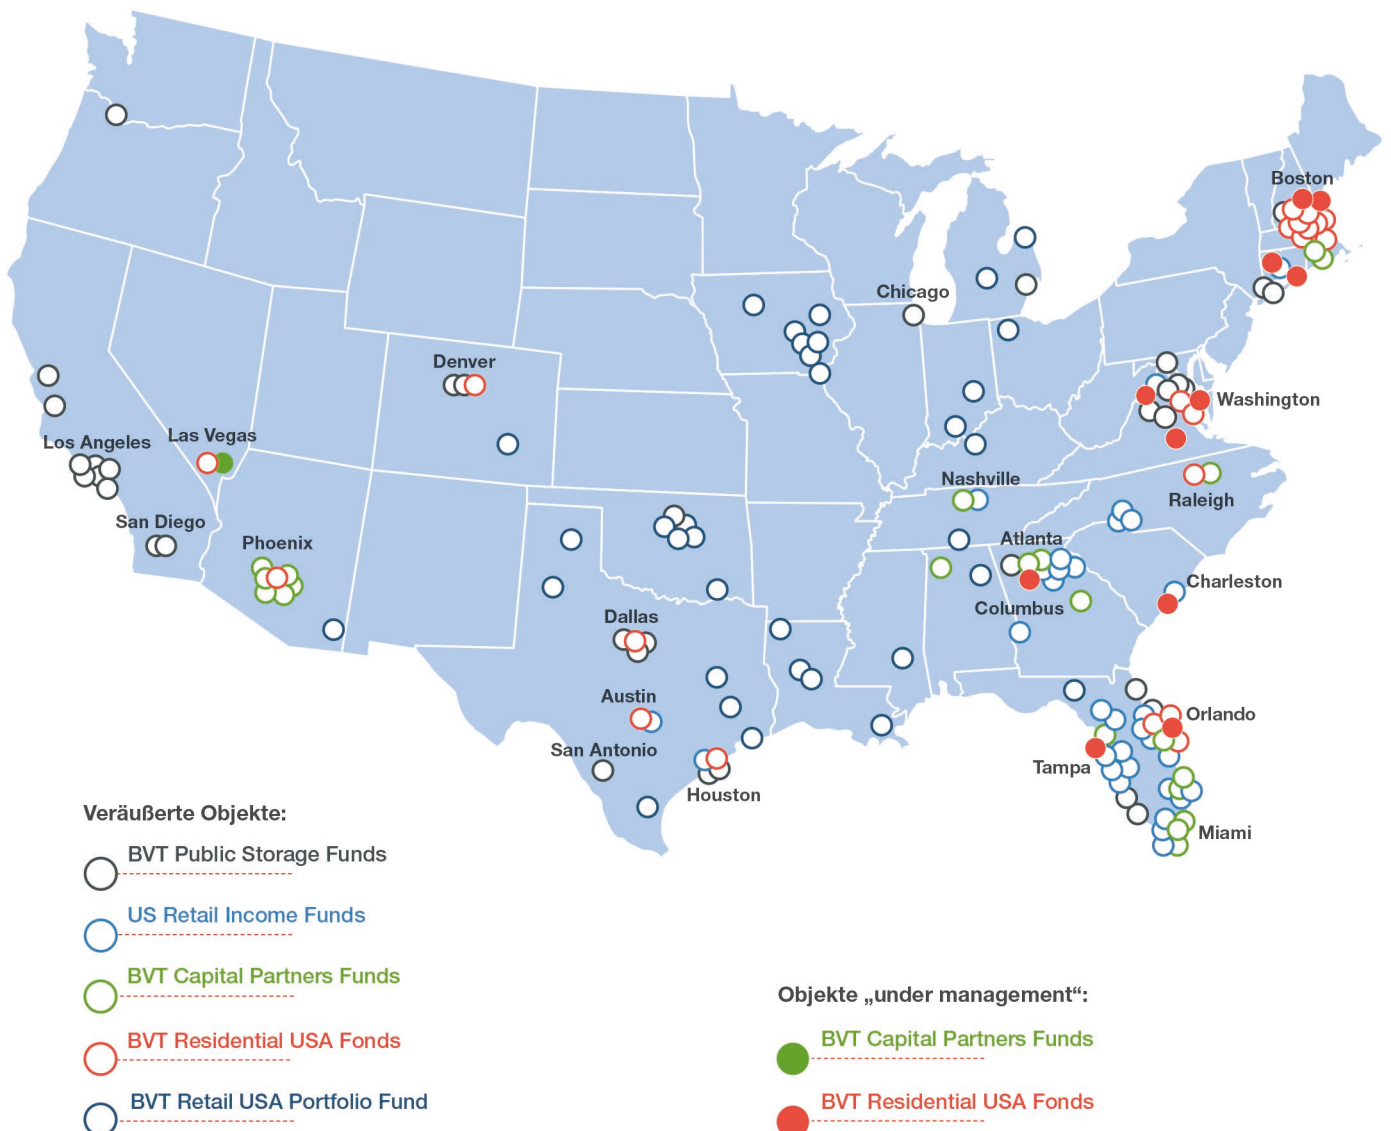 Boston
Chicago
Denver
Washington
Los Angeles
Las Vegas
Nashville
Raleigh
San Diego
Phoenix
Atlanta
Charleston
Columbus
Dallas
Austin
Orlando
San Antonio
Tampa
Houston
Miami
Veräußerte Objekte:
BVT Public Storage Funds
US Retail Income Funds
BVT Capital Partners Funds
BVT Residential USA Fonds
BVT Retail USA Portfolio Fund
Objekte „under management“:
BVT Capital Partners Funds
BVT Residential USA Fonds